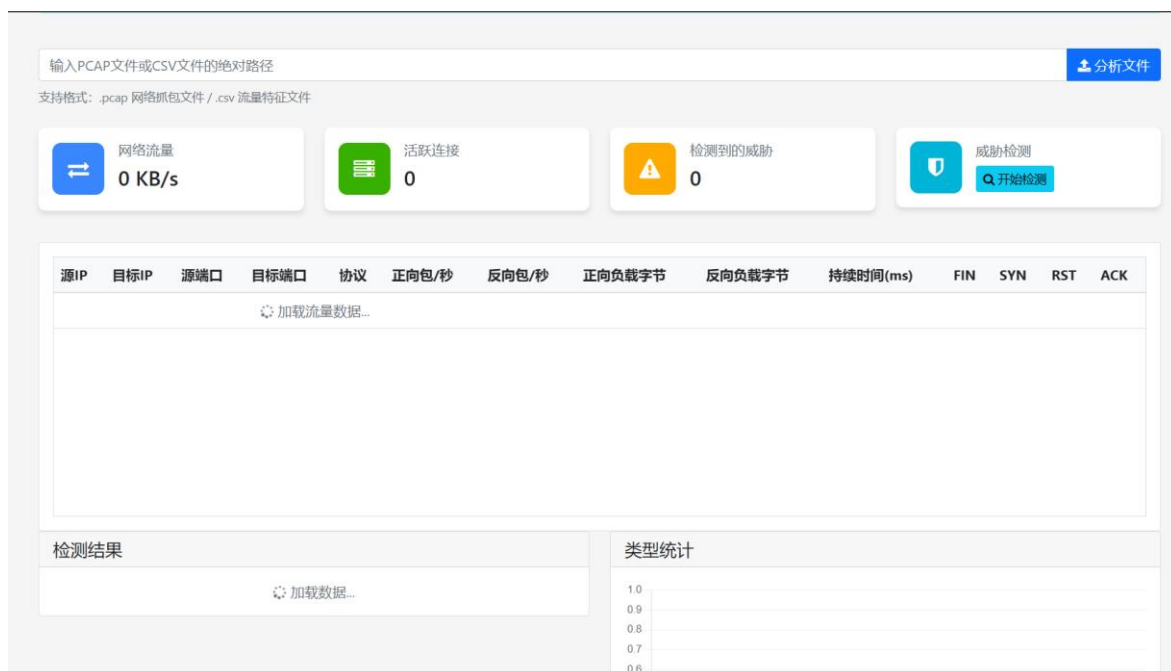 输入PCAP文件或CSV文件的绝对路径
分析文件
支持格式：.pcap 网络抓包文件 / .csv 流量特征文件
网络流量
0 KB/s
活跃连接
0
检测到的威胁
0
威胁检测
开始检测
源IP 目标IP 源端口 目标端口 协议 正向包/秒 反向包/秒 正向负载字节 反向负载字节 持续时间(ms) FIN SYN RST ACK
加载流量数据...
检测结果
加载数据...
类型统计
1.0
0.9
0.8
0.7
0.6